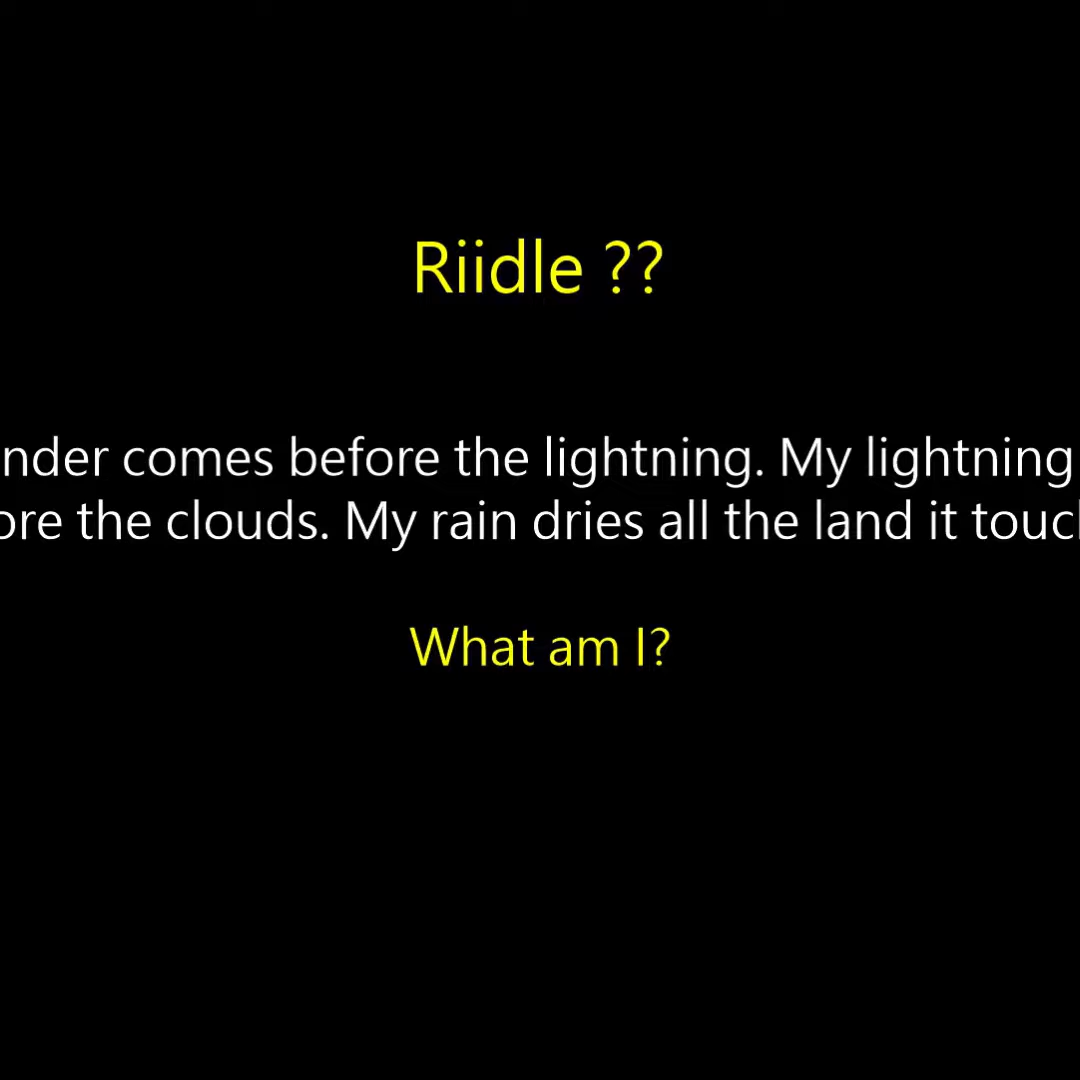 Riidle ??
nder comes before the lightning. My lightning
ore the clouds. My rain dries all the land it touc
What am I?